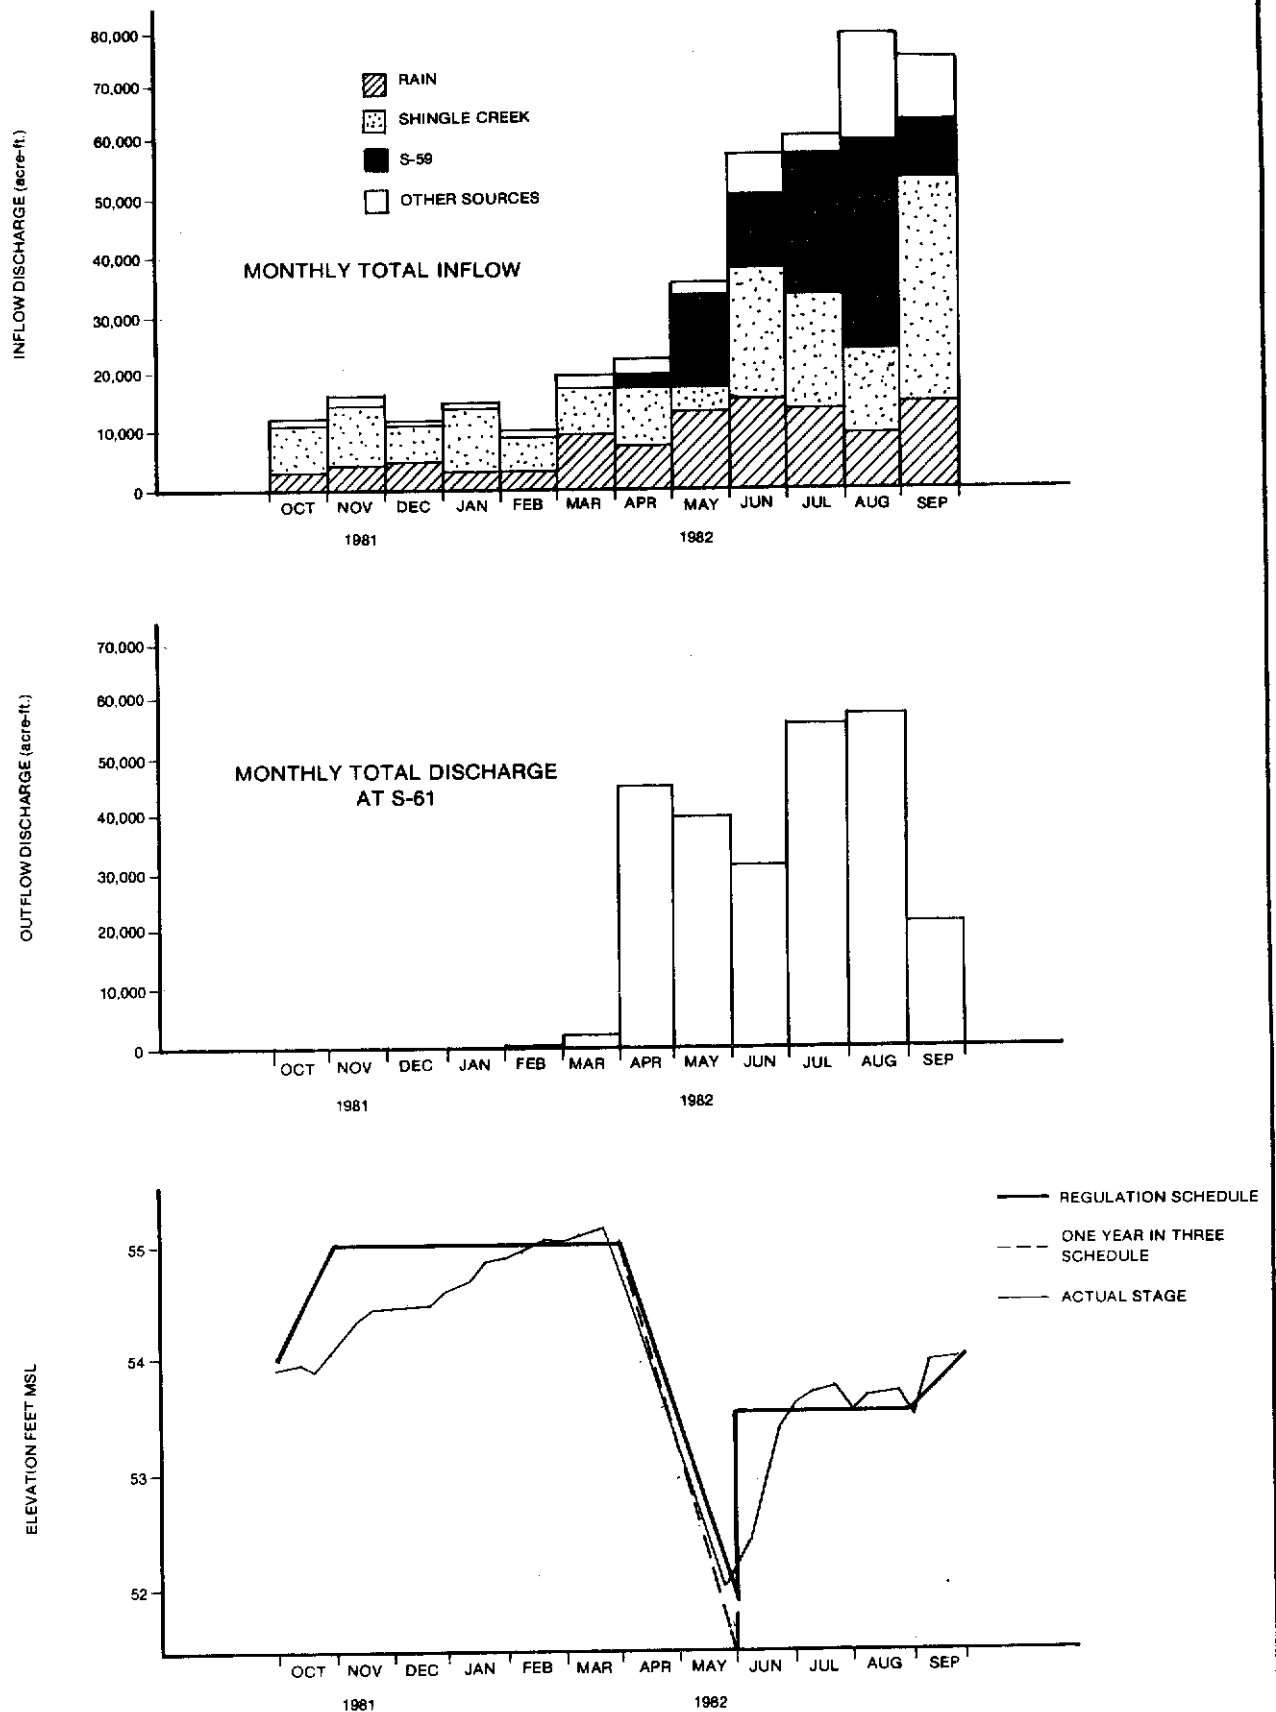 80,000
70,000
60,000
50,000
40,000
30,000
20,000
10,000
0
INFLOW DISCHARGE (acre-ft.)
RAIN
SHINGLE CREEK
S-59
OTHER SOURCES
MONTHLY TOTAL INFLOW
OCT NOV DEC JAN FEB MAR APR MAY JUN JUL AUG SEP
1981 1982
70,000
60,000
50,000
40,000
30,000
20,000
10,000
0
OUTFLOW DISCHARGE (acre-ft.)
MONTHLY TOTAL DISCHARGE
AT S-61
OCT NOV DEC JAN FEB MAR APR MAY JUN JUL AUG SEP
1981 1982
REGULATION SCHEDULE
ONE YEAR IN THREE
SCHEDULE
ACTUAL STAGE
55
54
53
52
ELEVATION FEET MSL
OCT NOV DEC JAN FEB MAR APR MAY JUN JUL AUG SEP
1981 1982